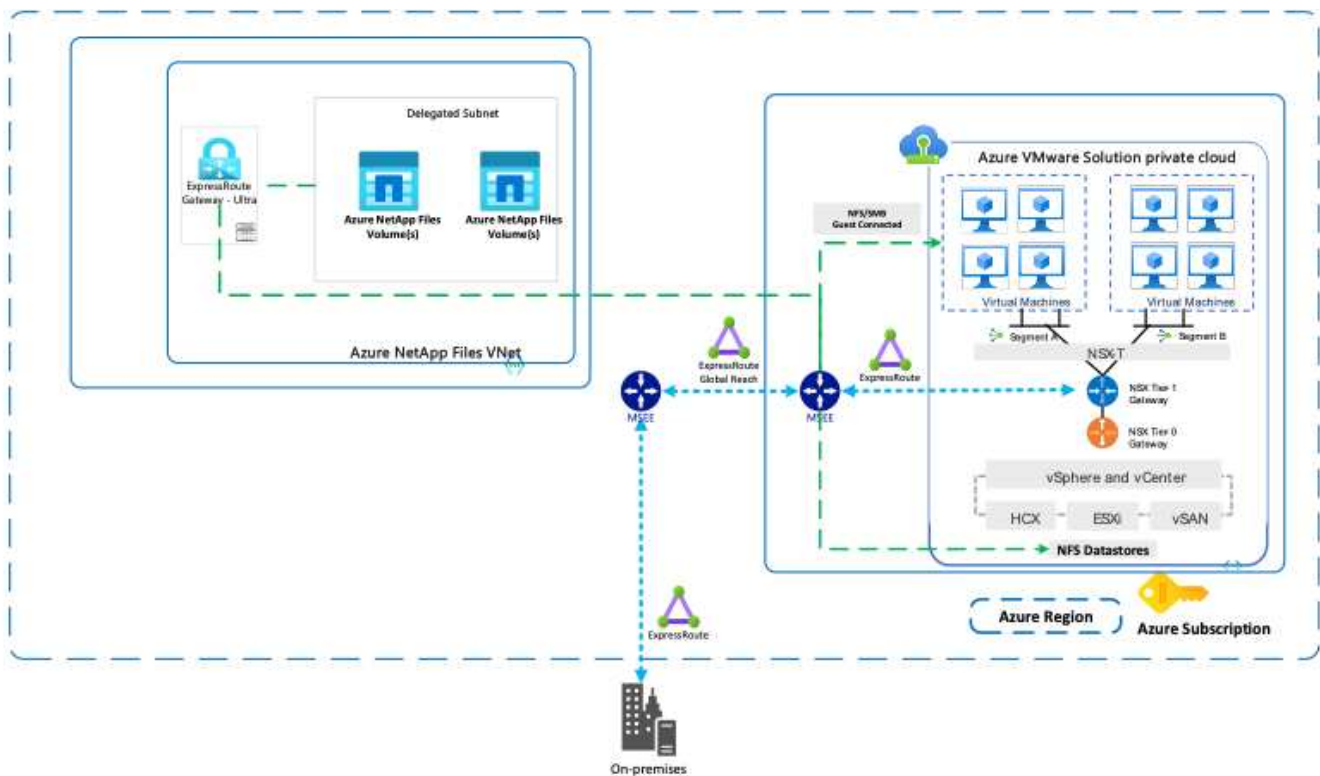 Delegated Subnet
ExpressRoute
Gateway - Ultra
Azure NetApp Files
Volume(s)
Azure NetApp Files
Volume(s)
Azure NetApp Files VNet
Azure VMware Solution private cloud
NFS/SMB
Guest Connected
Virtual Machines
Virtual Machines
Segment A
Segment B
NSX-T
ExpressRoute
Global Reach
ExpressRoute
MSEE
MSEE
NSX Tier-1
Gateway
NSX Tier 0
Gateway
vSphere and vCenter
HCX
ESXi
vSAN
NFS Datastores
ExpressRoute
Azure Region
Azure Subscription
On-premises